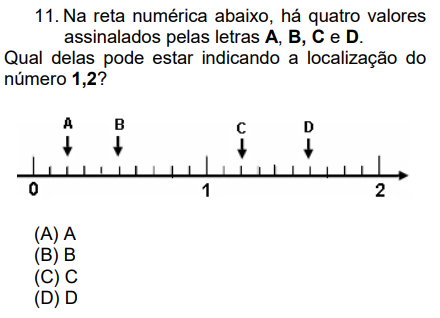 11. Na reta numérica abaixo, há quatro valores
assinalados pelas letras A, B, C e D.
Qual delas pode estar indicando a localização do
número 1,2?
A B C D
0 1 2
(A) A
(B) B
(C) C
(D) D